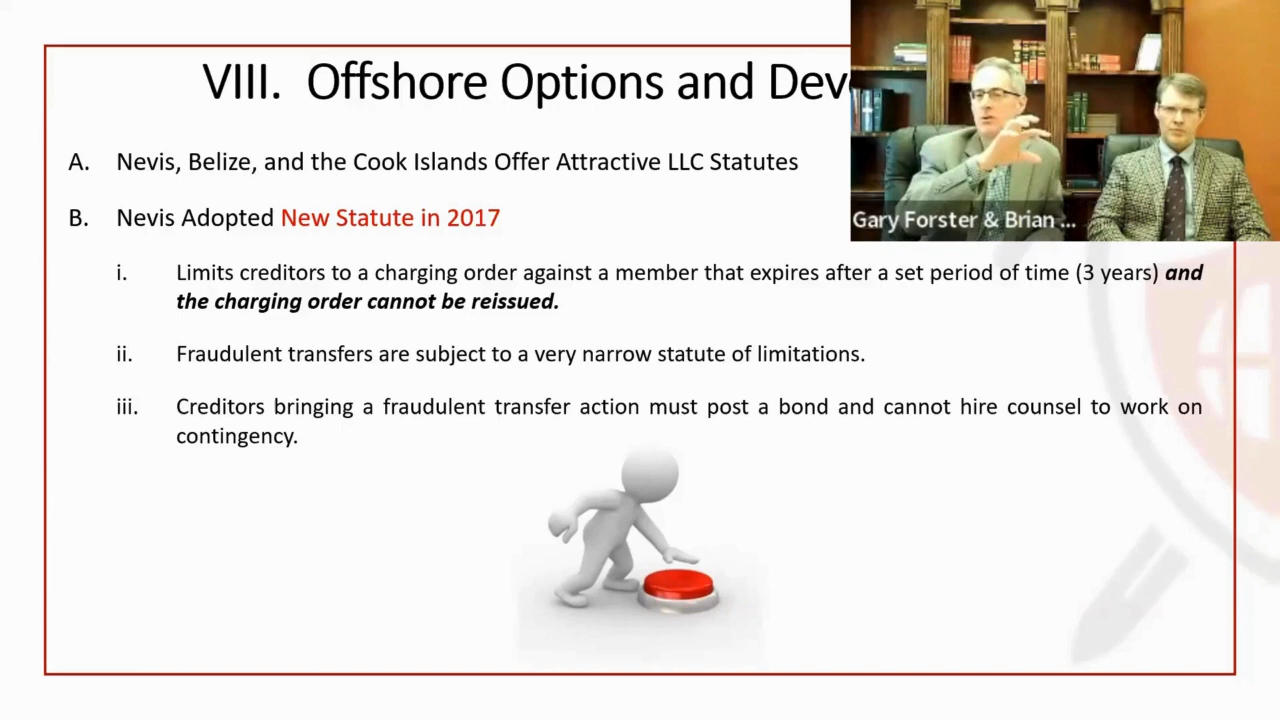 VIII. Offshore Options and Dev
A. Nevis, Belize, and the Cook Islands Offer Attractive LLC Statutes
Gary Forster & Brian ...
B. Nevis Adopted New Statute in 2017
i. Limits creditors to a charging order against a member that expires after a set period of time (3 years) and
the charging order cannot be reissued.
ii. Fraudulent transfers are subject to a very narrow statute of limitations.
iii. Creditors bringing a fraudulent transfer action must post a bond and cannot hire counsel to work on
contingency.